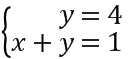 y = 4
x + y = 1